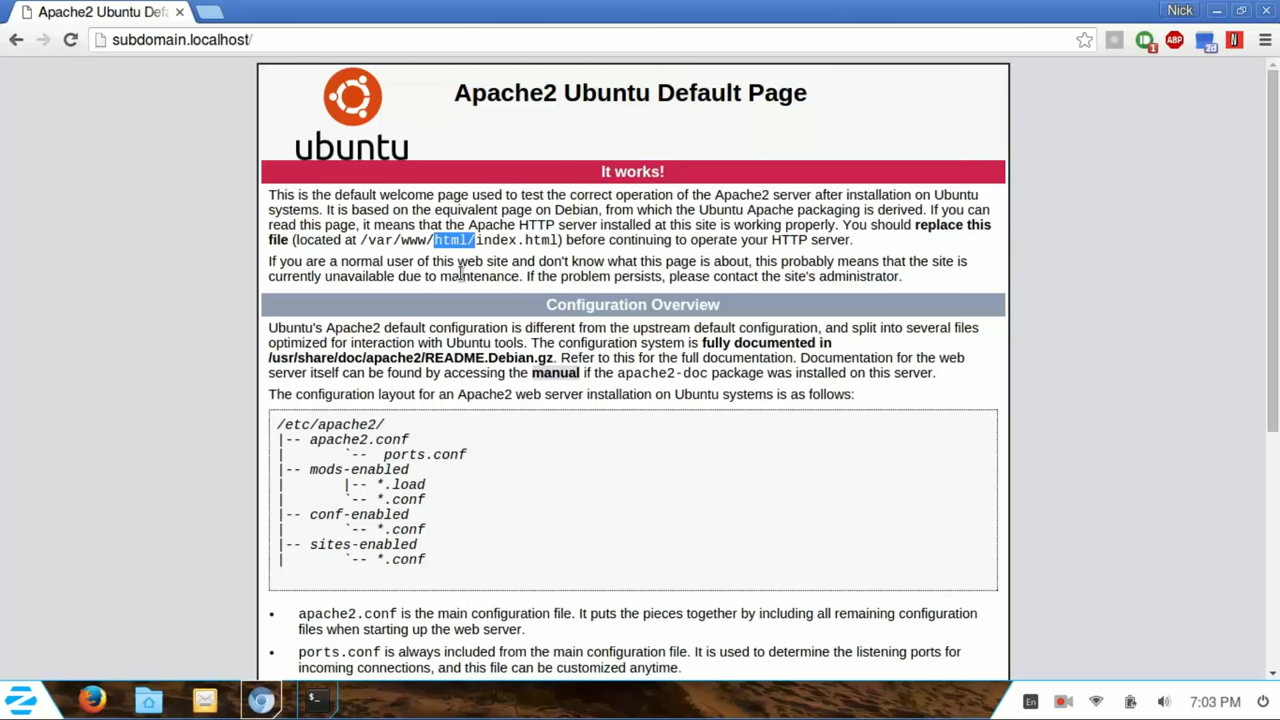 Apache2 Ubuntu Def
Nick
subdomain.localhost/
1
ABP
2d
N
ubuntu
Apache2 Ubuntu Default Page
It works!
This is the default welcome page used to test the correct operation of the Apache2 server after installation on Ubuntu
systems. It is based on the equivalent page on Debian, from which the Ubuntu Apache packaging is derived. If you can
read this page, it means that the Apache HTTP server installed at this site is working properly. You should replace this
file (located at /var/www/html/index.html) before continuing to operate your HTTP server.
If you are a normal user of this web site and don't know what this page is about, this probably means that the site is
currently unavailable due to maintenance. If the problem persists, please contact the site's administrator.
Configuration Overview
Ubuntu's Apache2 default configuration is different from the upstream default configuration, and split into several files
optimized for interaction with Ubuntu tools. The configuration system is fully documented in
/usr/share/doc/apache2/README.Debian.gz. Refer to this for the full documentation. Documentation for the web
server itself can be found by accessing the manual if the apache2-doc package was installed on this server.
The configuration layout for an Apache2 web server installation on Ubuntu systems is as follows:
/etc/apache2/
|-- apache2.conf
|       `--  ports.conf
|-- mods-enabled
|       |-- *.load
|       `-- *.conf
|-- conf-enabled
|       `-- *.conf
|-- sites-enabled
|       `-- *.conf
• apache2.conf is the main configuration file. It puts the pieces together by including all remaining configuration
files when starting up the web server.
• ports.conf is always included from the main configuration file. It is used to determine the listening ports for
incoming connections, and this file can be customized anytime.
En
7:03 PM